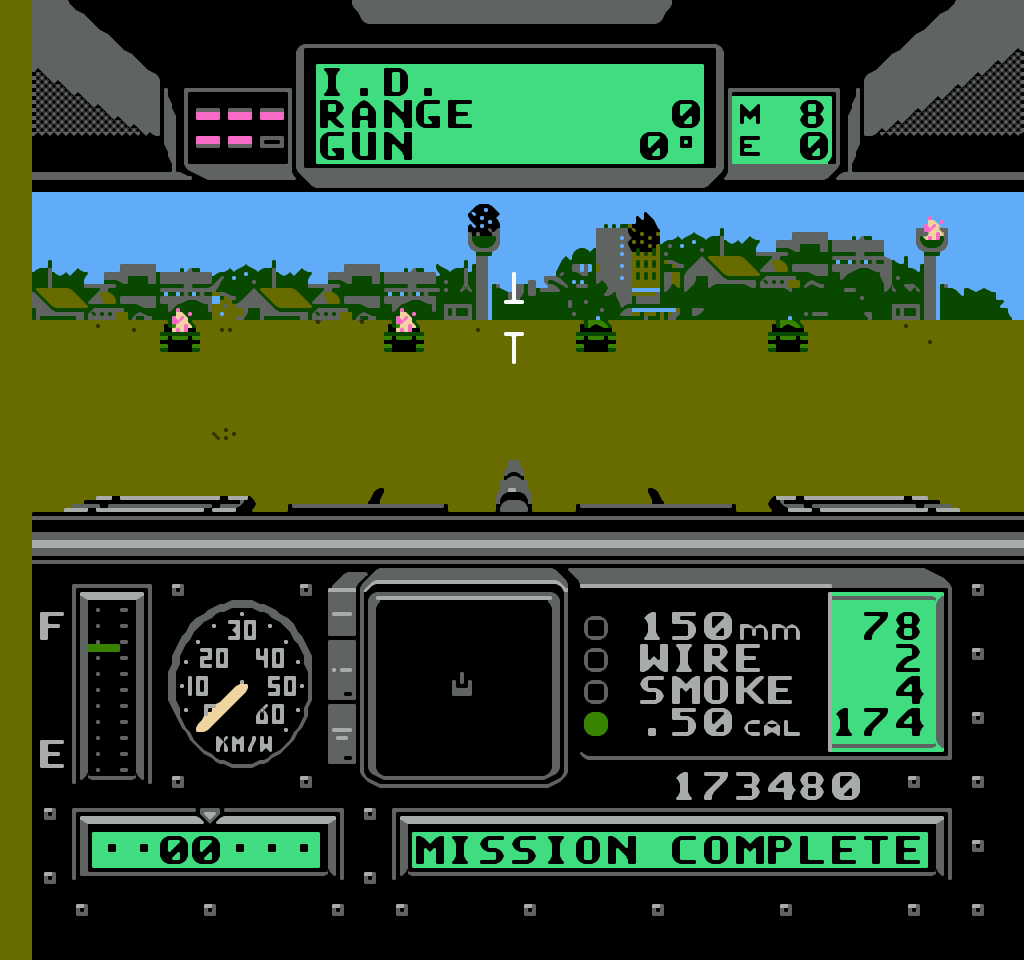 I.D.
RANGE 0
GUN 0°
M 8
E 0
F
E
30
20 40
10 50
0 60
KM/W
150mm 78
WIRE 2
SMOKE 4
.50 CAL 174
173480
··00····
MISSION COMPLETE